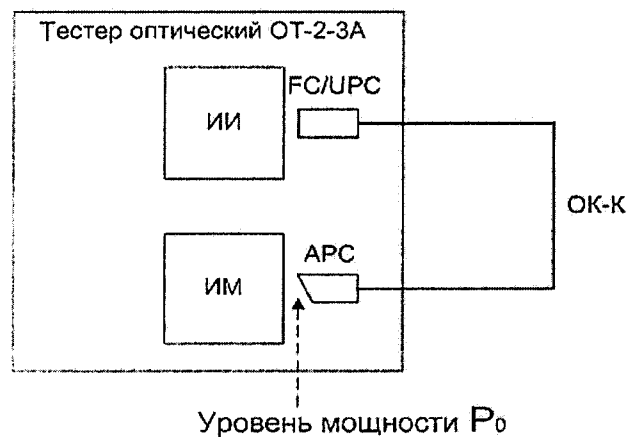 Тестер оптический ОТ-2-3А
FC/UPC
ИИ
ОК-К
APC
ИМ
Уровень мощности P₀